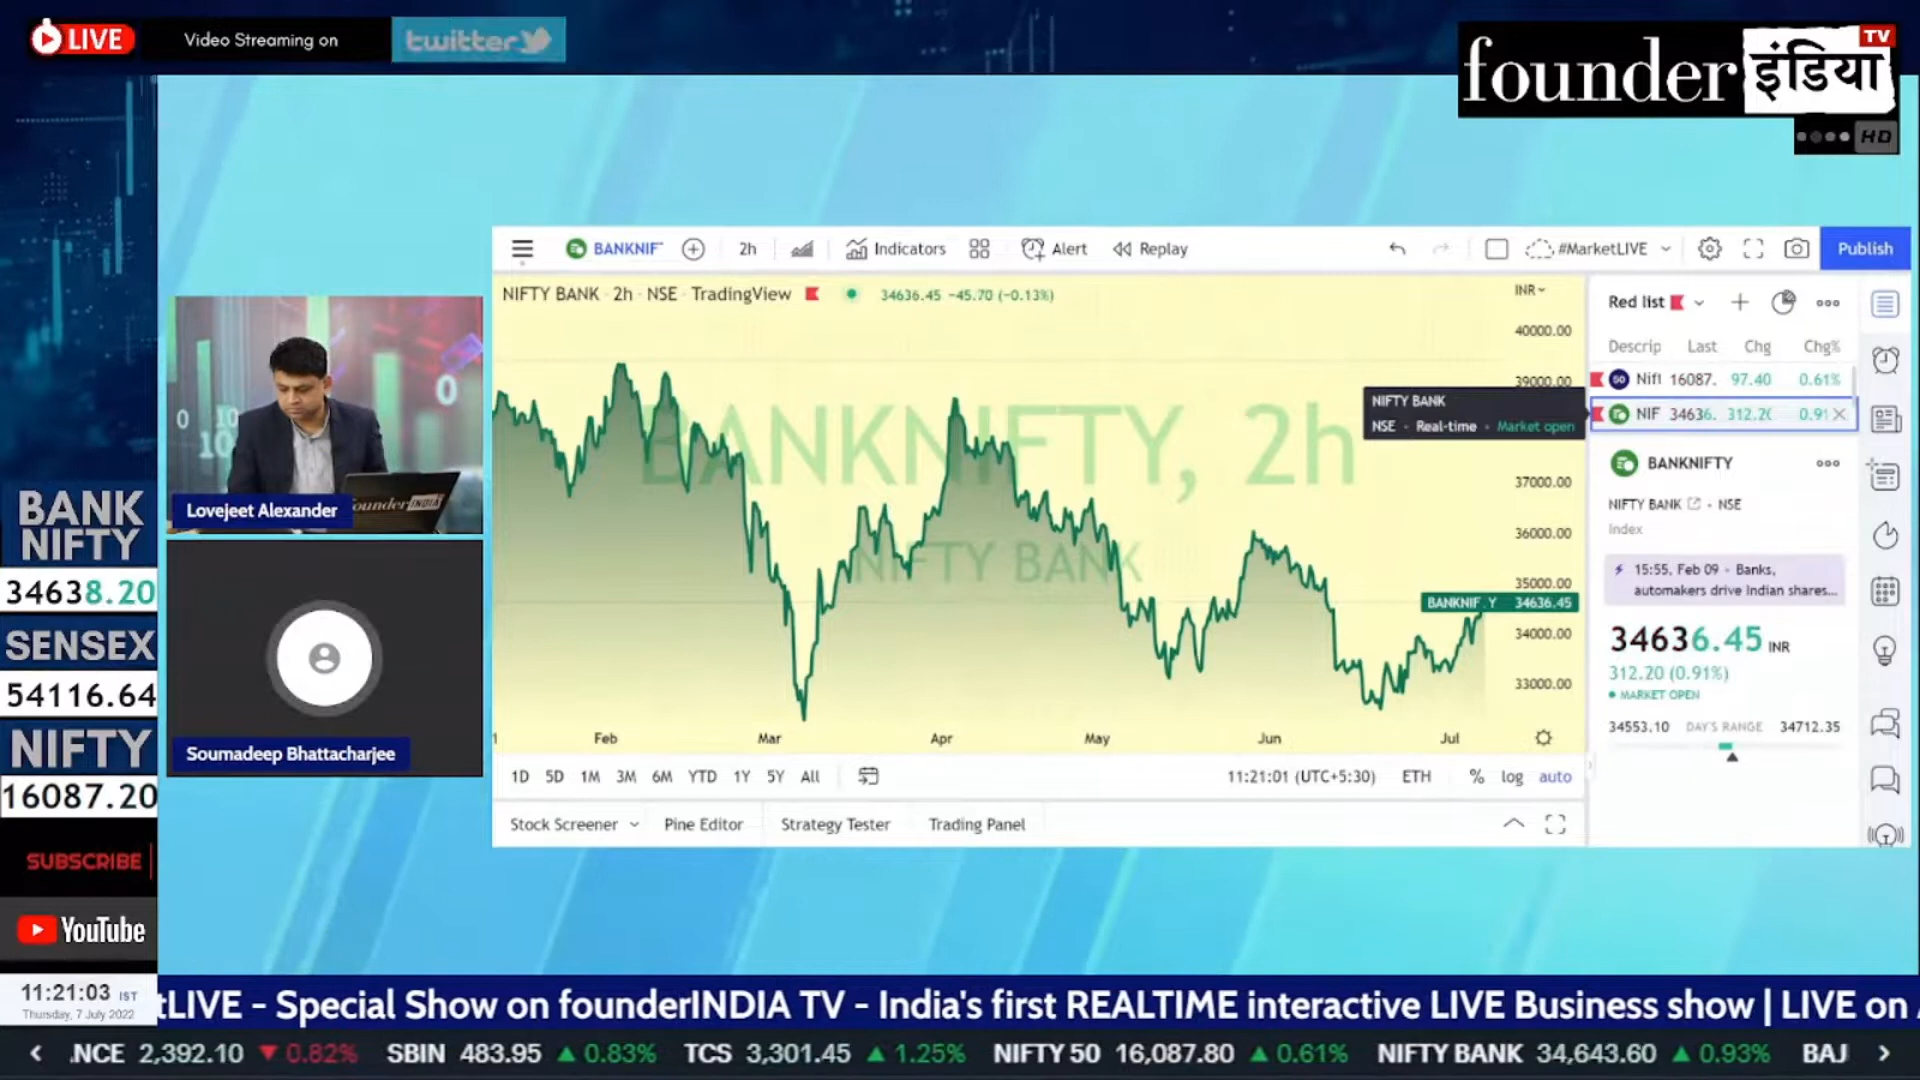 LIVE
Video Streaming on
twitter
founder इंडिया TV
HD
BANKNIF
2h
Indicators
Alert
Replay
#MarketLIVE
Publish
NIFTY BANK · 2h · NSE · TradingView
34636.45 −45.70 (−0.13%)
INR
BANKNIFTY, 2h
NIFTY BANK
40000.00
39000.00
37000.00
36000.00
35000.00
34000.00
33000.00
NIFTY BANK
NSE · Real-time · Market open
BANKNIF.Y 34636.45
Feb Mar Apr May Jun Jul
1D 5D 1M 3M 6M YTD 1Y 5Y All
11:21:01 (UTC+5:30) ETH % log auto
Stock Screener
Pine Editor
Strategy Tester
Trading Panel
Red list
Descrip Last Chg Chg%
50 Nift 16087. 97.40 0.61%
NIF 34636. 312.20 0.91
BANKNIFTY
NIFTY BANK · NSE
Index
15:55, Feb 09 · Banks,
automakers drive Indian shares...
34636.45 INR
312.20 (0.91%)
MARKET OPEN
34553.10 DAY'S RANGE 34712.35
0
0 10
10
Lovejeet Alexander
founder INDIA
Soumadeep Bhattacharjee
BANK
NIFTY
34638.20
SENSEX
54116.64
NIFTY
16087.20
SUBSCRIBE
YouTube
11:21:03 IST
Thursday, 7 July 2022
tLIVE - Special Show on founderINDIA TV - India's first REALTIME interactive LIVE Business show | LIVE on
.NCE 2,392.10 ▼ 0.82% SBIN 483.95 ▲ 0.83% TCS 3,301.45 ▲ 1.25% NIFTY 50 16,087.80 ▲ 0.61% NIFTY BANK 34,643.60 ▲ 0.93% BAJ